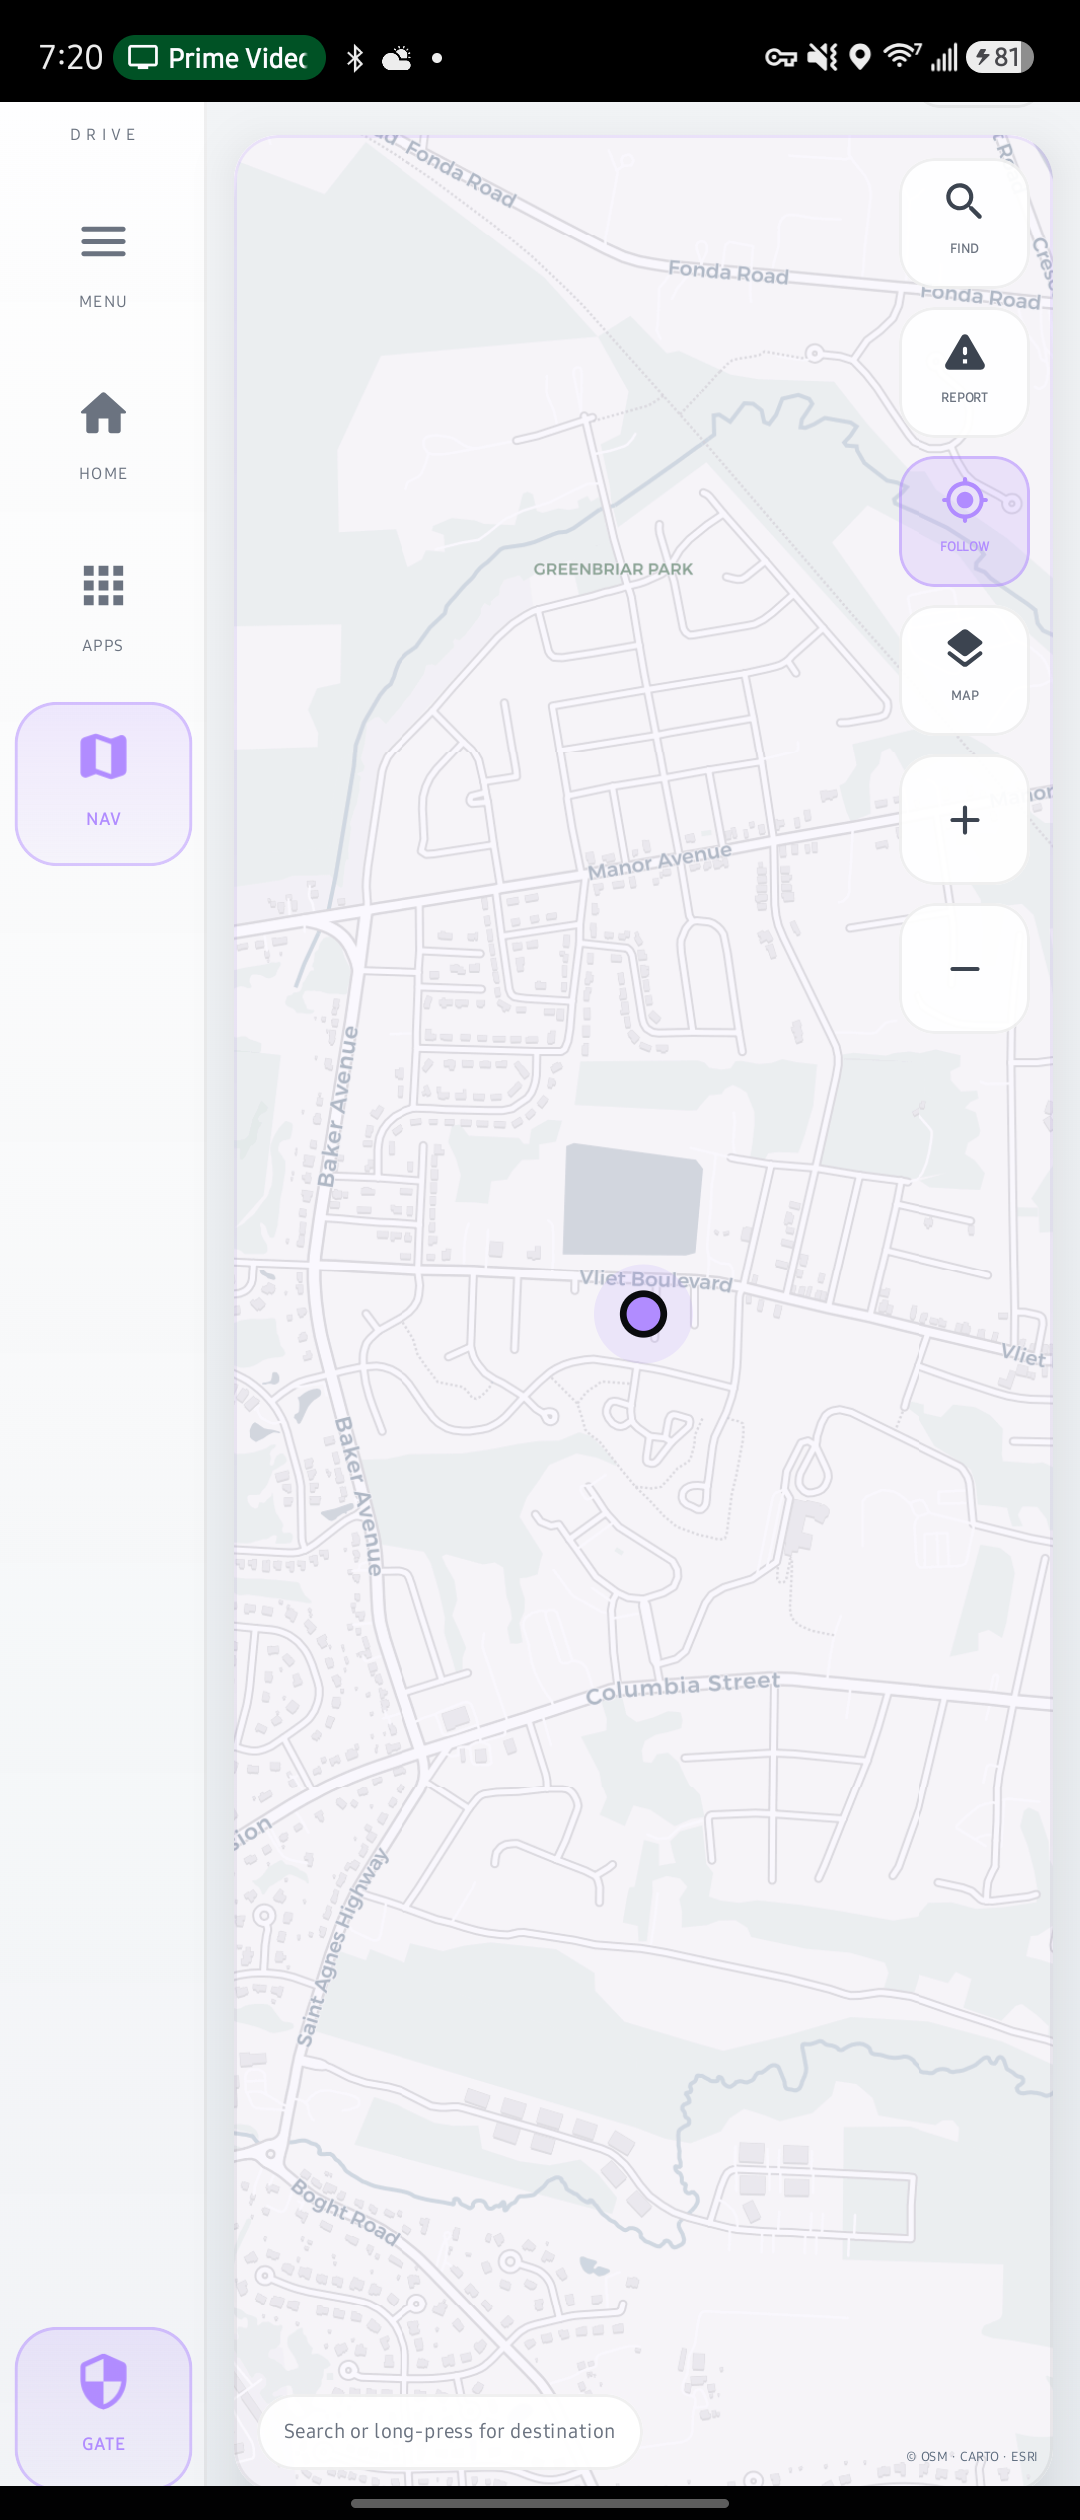 7:20
Prime Video
7
81
DRIVE
MENU
HOME
APPS
NAV
GATE
Fonda Road
Fonda Road
Fonda Road
FIND
REPORT
FOLLOW
MAP
GREENBRIAR PARK
Manor Avenue
Baker Avenue
Vliet Boulevard
Vliet
Baker Avenue
Columbia Street
Saint Agnes Highway
Boght Road
Search or long-press for destination
© OSM · CARTO · ESRI